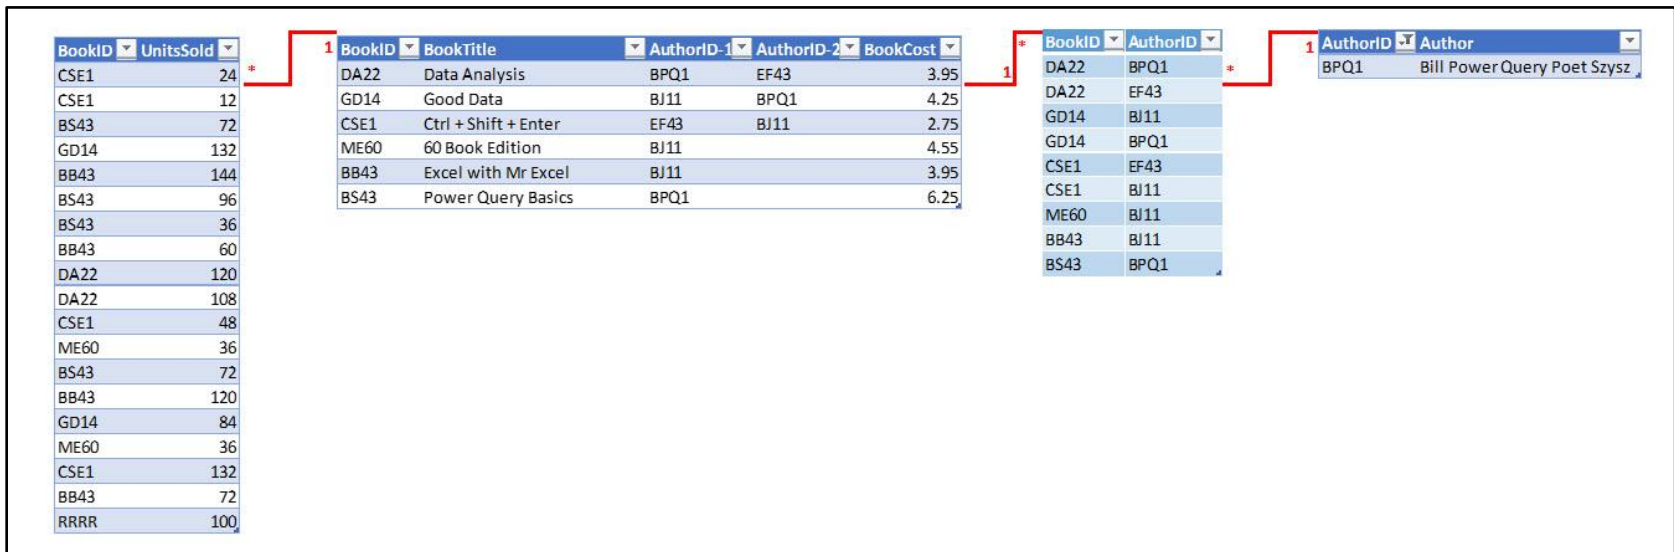 BookID UnitsSold
CSE1 24 *
CSE1 12
BS43 72
GD14 132
BB43 144
BS43 96
BS43 36
BB43 60
DA22 120
DA22 108
CSE1 48
ME60 36
BS43 72
BB43 120
GD14 84
ME60 36
CSE1 132
BB43 72
RRRR 100
1 BookID BookTitle AuthorID-1 AuthorID-2 BookCost
DA22 Data Analysis BPQ1 EF43 3.95 1
GD14 Good Data BJ11 BPQ1 4.25
CSE1 Ctrl + Shift + Enter EF43 BJ11 2.75
ME60 60 Book Edition BJ11 4.55
BB43 Excel with Mr Excel BJ11 3.95
BS43 Power Query Basics BPQ1 6.25
* BookID AuthorID
DA22 BPQ1 *
DA22 EF43
GD14 BJ11
GD14 BPQ1
CSE1 EF43
CSE1 BJ11
ME60 BJ11
BB43 BJ11
BS43 BPQ1
1 AuthorID Author
BPQ1 Bill Power Query Poet Szysz